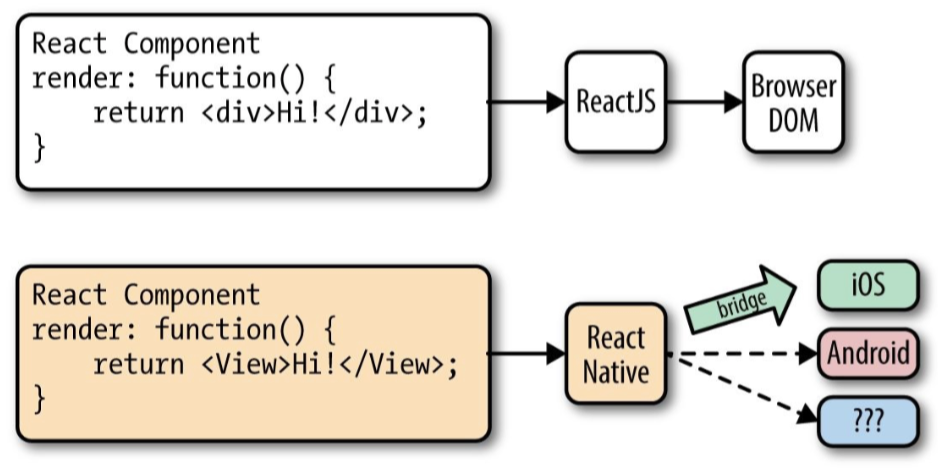 React Component
render: function() {
    return <div>Hi!</div>;
}
ReactJS
Browser
DOM
React Component
render: function() {
    return <View>Hi!</View>;
}
React
Native
bridge
iOS
Android
???